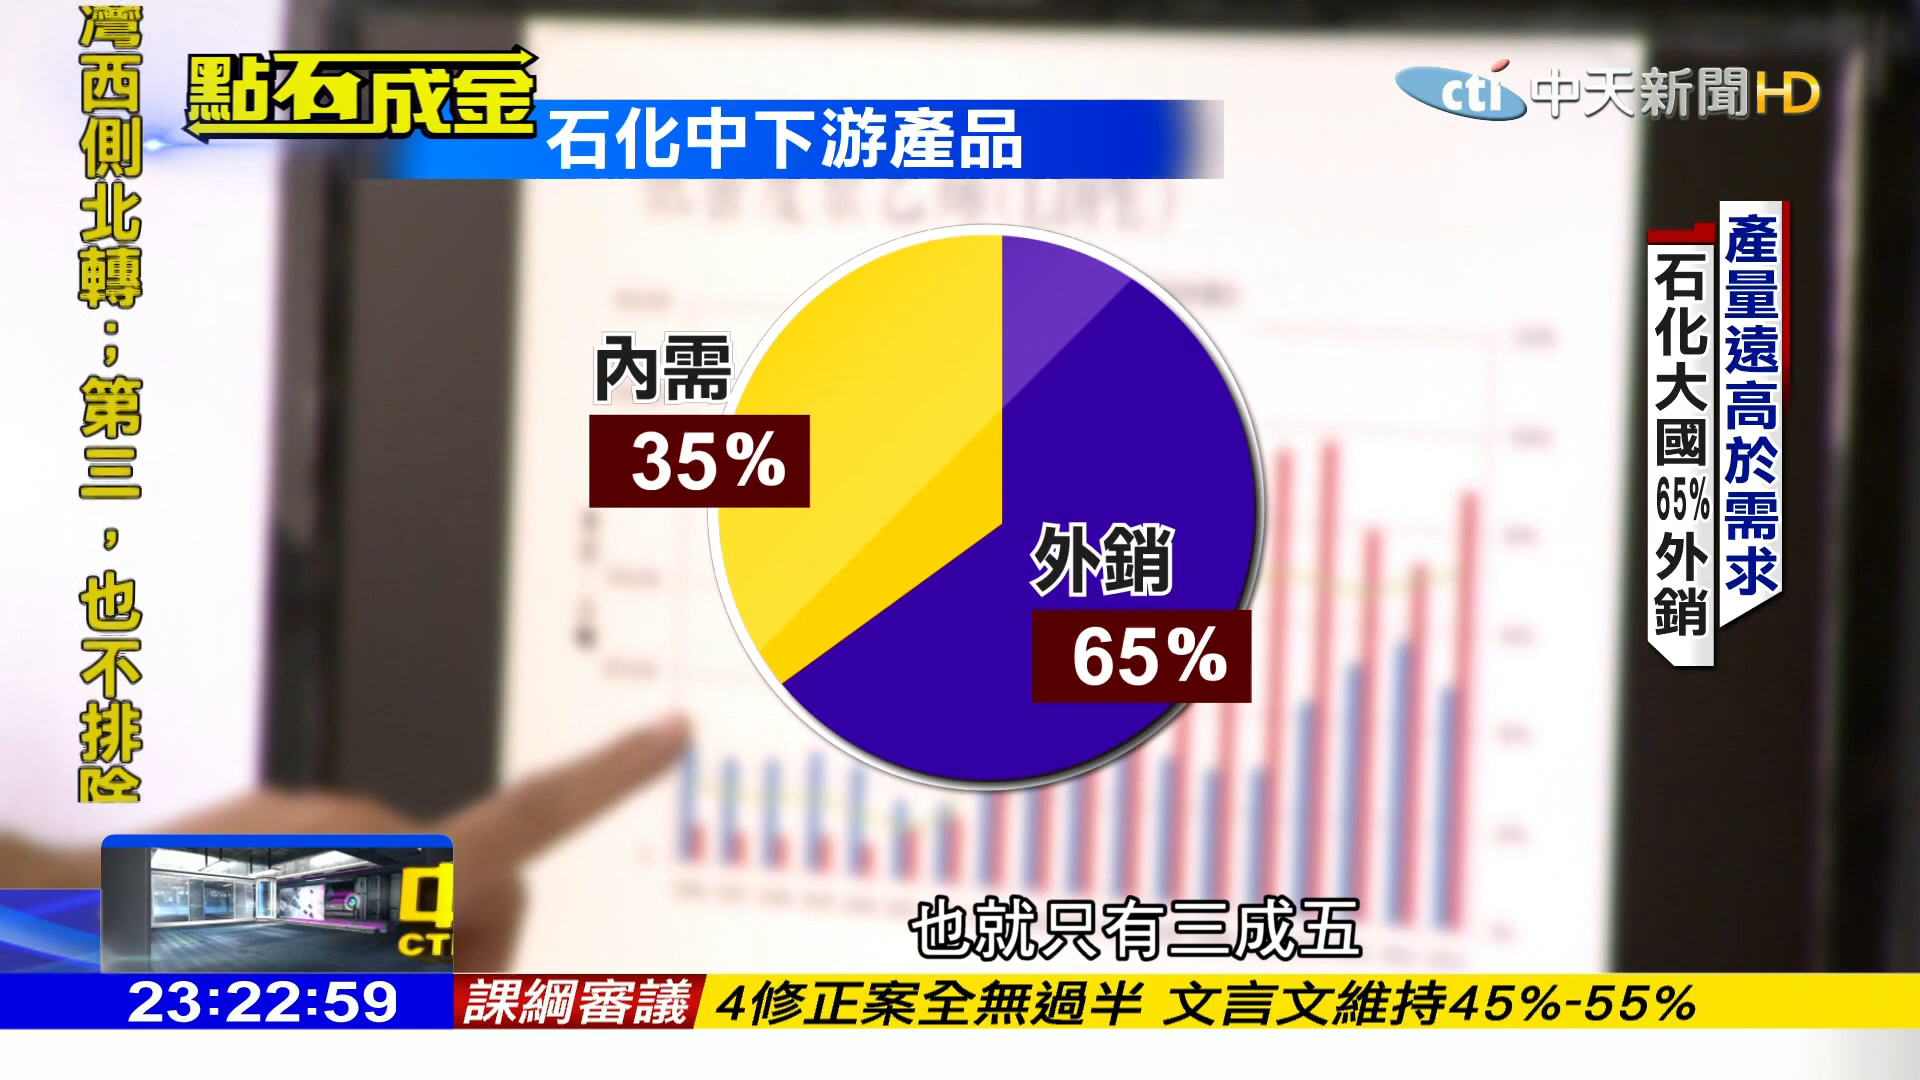 灣西側北轉；第三，也不排除
點石成金
石化中下游產品
cti 中天新聞HD
產量遠高於需求
石化大國65%外銷
內需
35%
外銷
65%
也就只有三成五
CTI
23:22:59
課綱審議
4修正案全無過半 文言文維持45%-55%